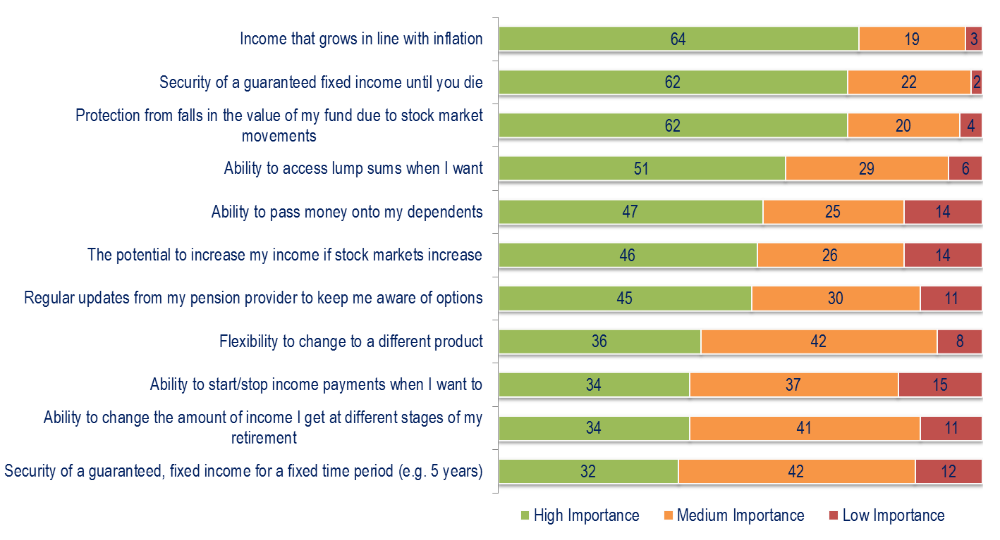 Income that grows in line with inflation
64 19 3
Security of a guaranteed fixed income until you die
62 22 2
Protection from falls in the value of my fund due to stock market
movements
62 20 4
Ability to access lump sums when I want
51 29 6
Ability to pass money onto my dependents
47 25 14
The potential to increase my income if stock markets increase
46 26 14
Regular updates from my pension provider to keep me aware of options
45 30 11
Flexibility to change to a different product
36 42 8
Ability to start/stop income payments when I want to
34 37 15
Ability to change the amount of income I get at different stages of my
retirement
34 41 11
Security of a guaranteed, fixed income for a fixed time period (e.g. 5 years)
32 42 12
High Importance Medium Importance Low Importance